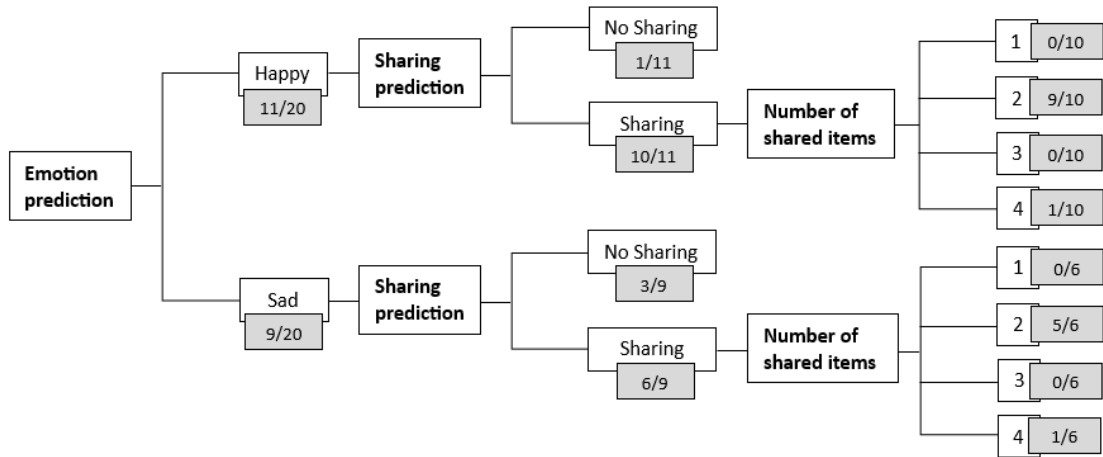 Emotion
prediction
Happy
11/20
Sharing
prediction
No Sharing
1/11
Sharing
10/11
Number of
shared items
1 0/10
2 9/10
3 0/10
4 1/10
Sad
9/20
Sharing
prediction
No Sharing
3/9
Sharing
6/9
Number of
shared items
1 0/6
2 5/6
3 0/6
4 1/6